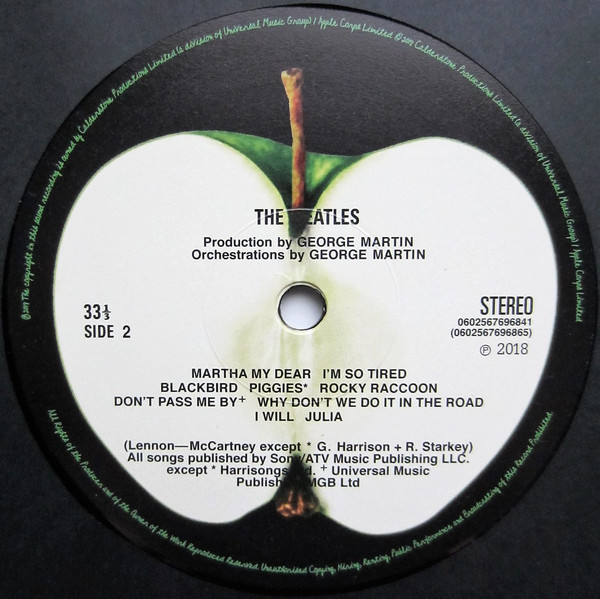 ℗2017 The copyright in this sound recording is owned by Calderstone Productions Limited (a division of Universal Music Group) / Apple Corps Limited ©2017 Calderstone Productions Limited (a division of Universal Music Group) / Apple Corps Limited
THE BEATLES
Production by GEORGE MARTIN
Orchestrations by GEORGE MARTIN
33⅓
SIDE 2
STEREO
0602567696841
(0602567696865)
℗ 2018
MARTHA MY DEAR I'M SO TIRED
BLACKBIRD PIGGIES* ROCKY RACCOON
DON'T PASS ME BY+ WHY DON'T WE DO IT IN THE ROAD
I WILL JULIA
(Lennon—McCartney except * G. Harrison + R. Starkey)
All songs published by Sony/ATV Music Publishing LLC.
except * Harrisongs Ltd. + Universal Music
Publishing MGB Ltd
All Rights of the Producer and of the Owner of the Work Reproduced Reserved. Unauthorised Copying, Hiring, Renting, Public Performance and Broadcasting of this Record Prohibited.